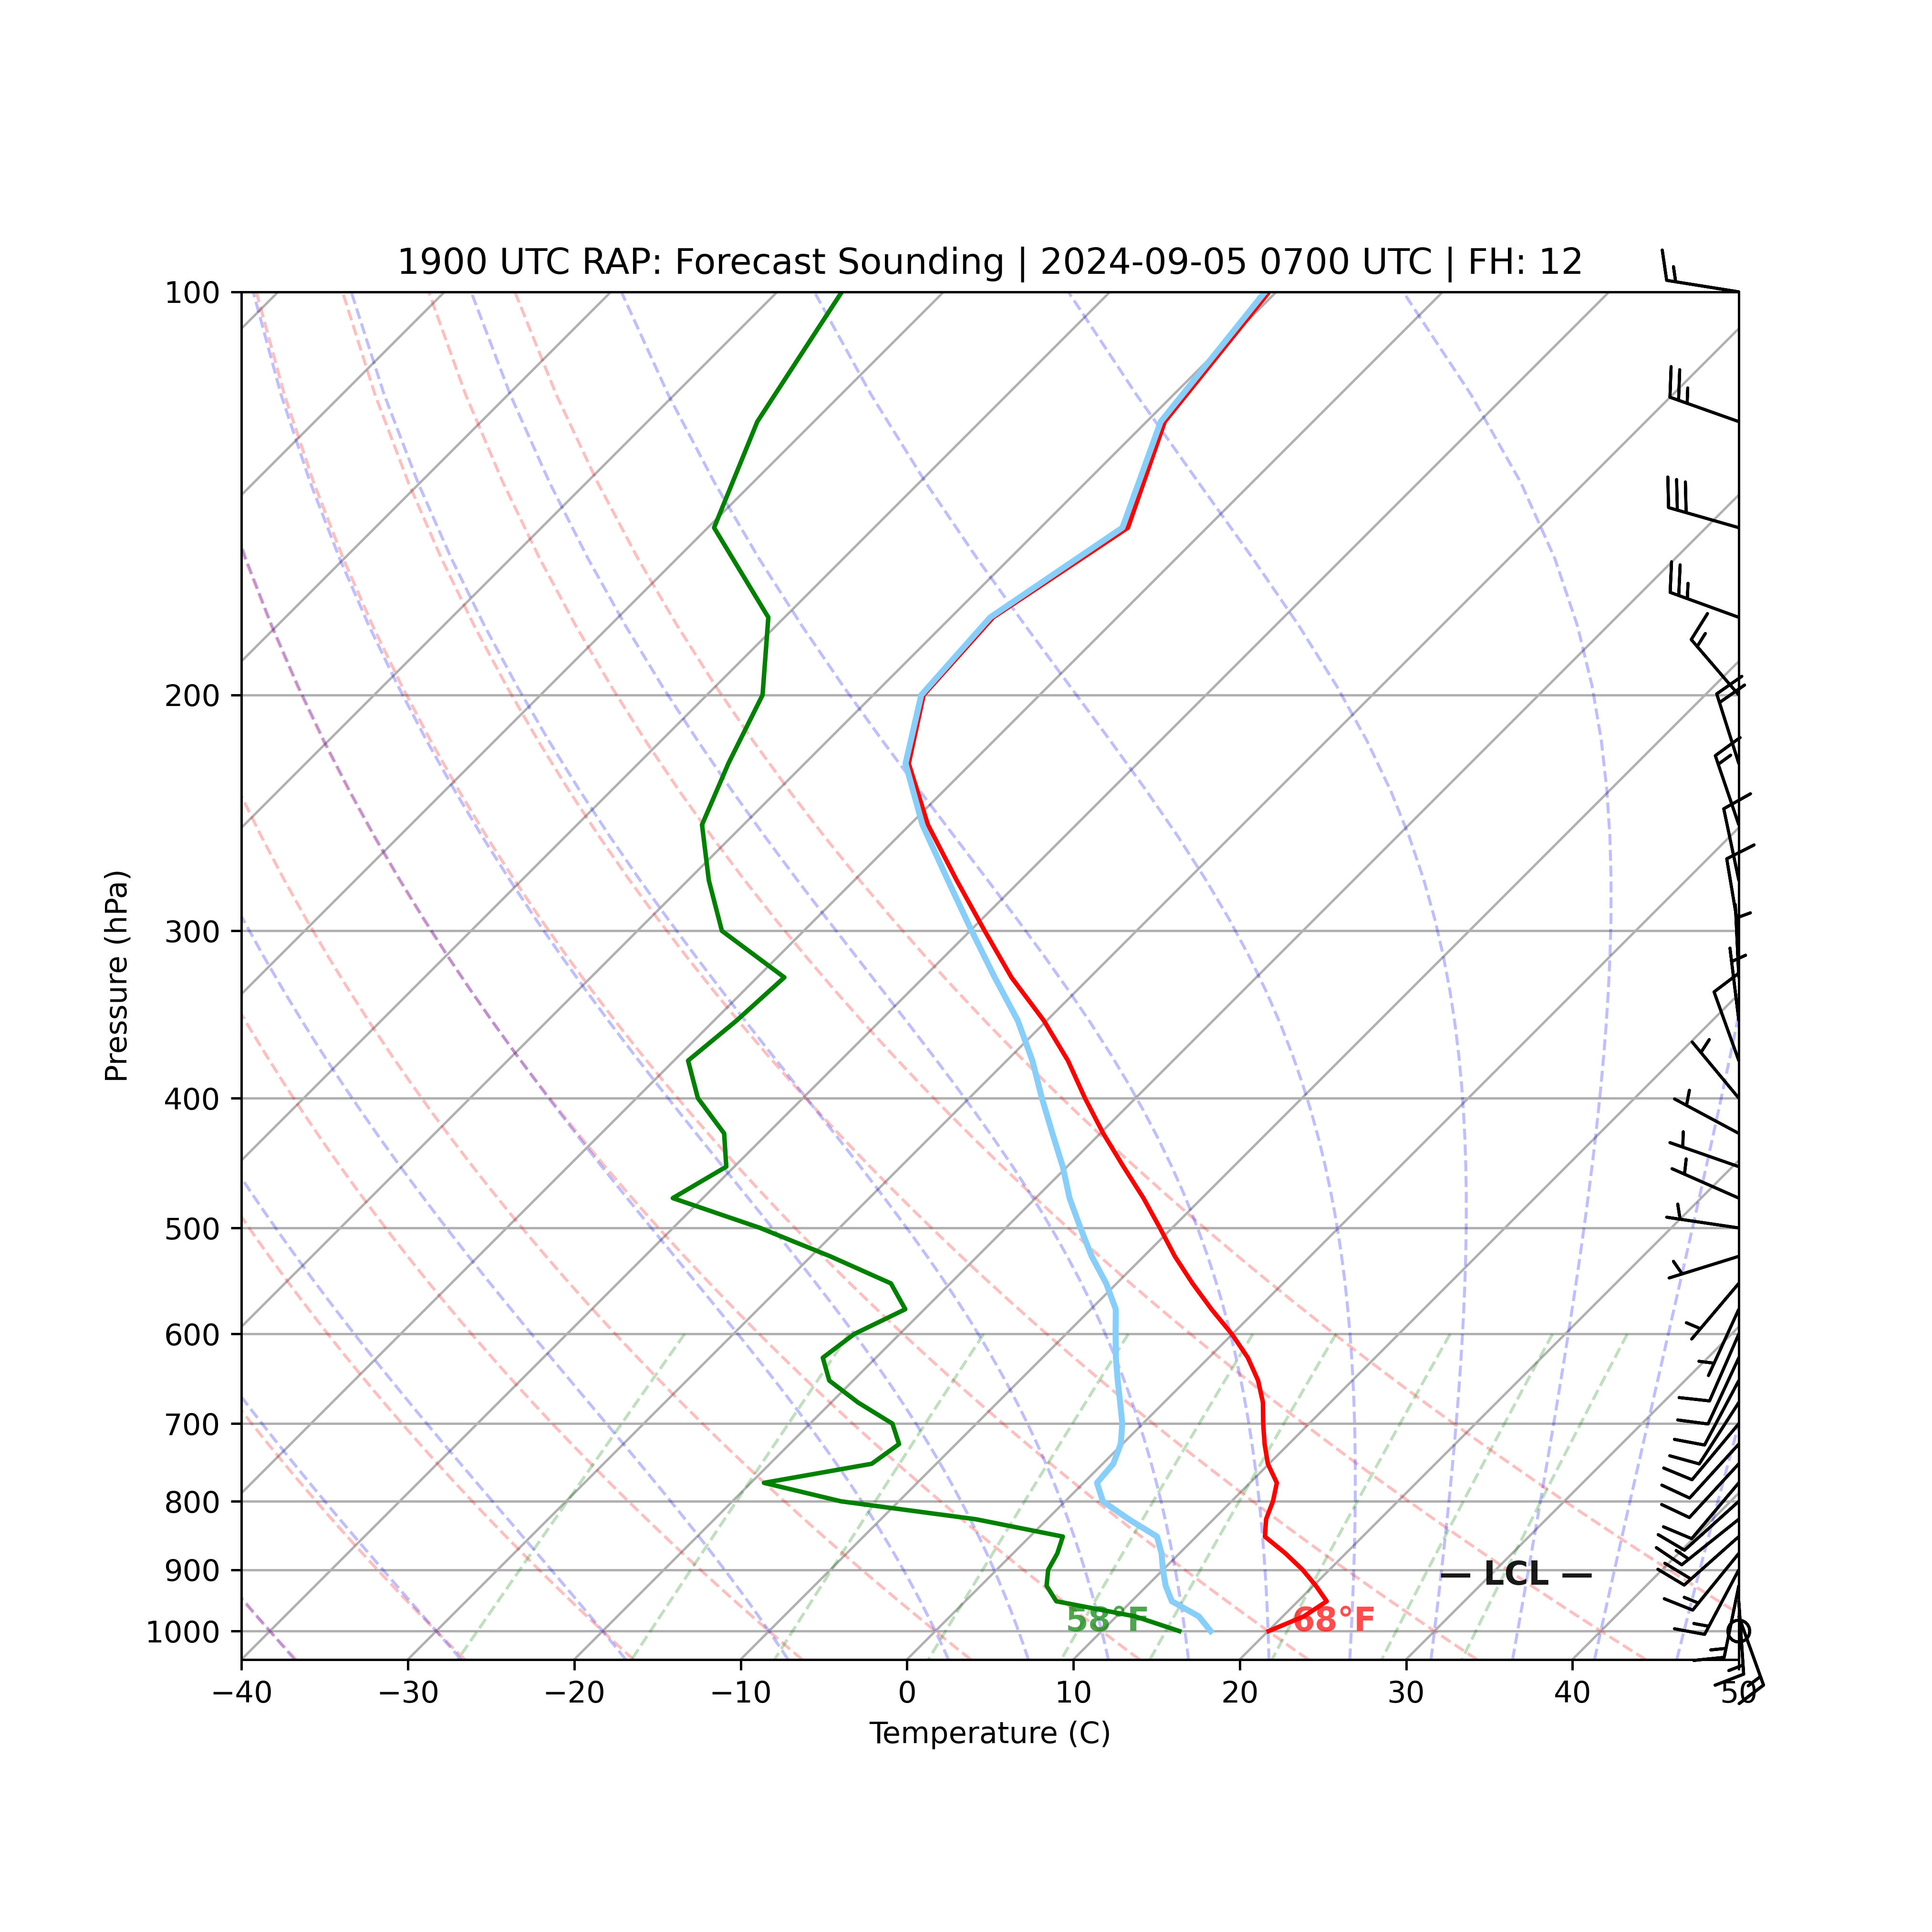 1900 UTC RAP: Forecast Sounding | 2024-09-05 0700 UTC | FH: 12
100
200
300
400
500
600
700
800
900
1000
Pressure (hPa)
— LCL —
58°F
68°F
−40 −30 −20 −10 0 10 20 30 40 50
Temperature (C)